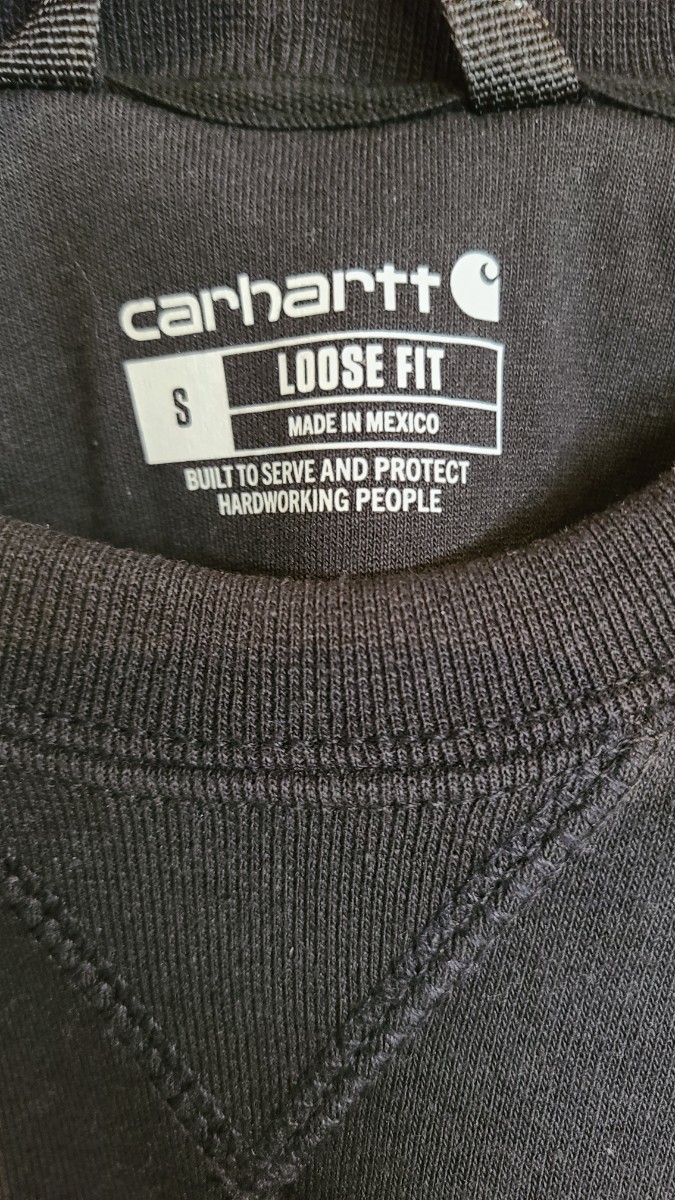 carhartt
S
LOOSE FIT
MADE IN MEXICO
BUILT TO SERVE AND PROTECT
HARDWORKING PEOPLE